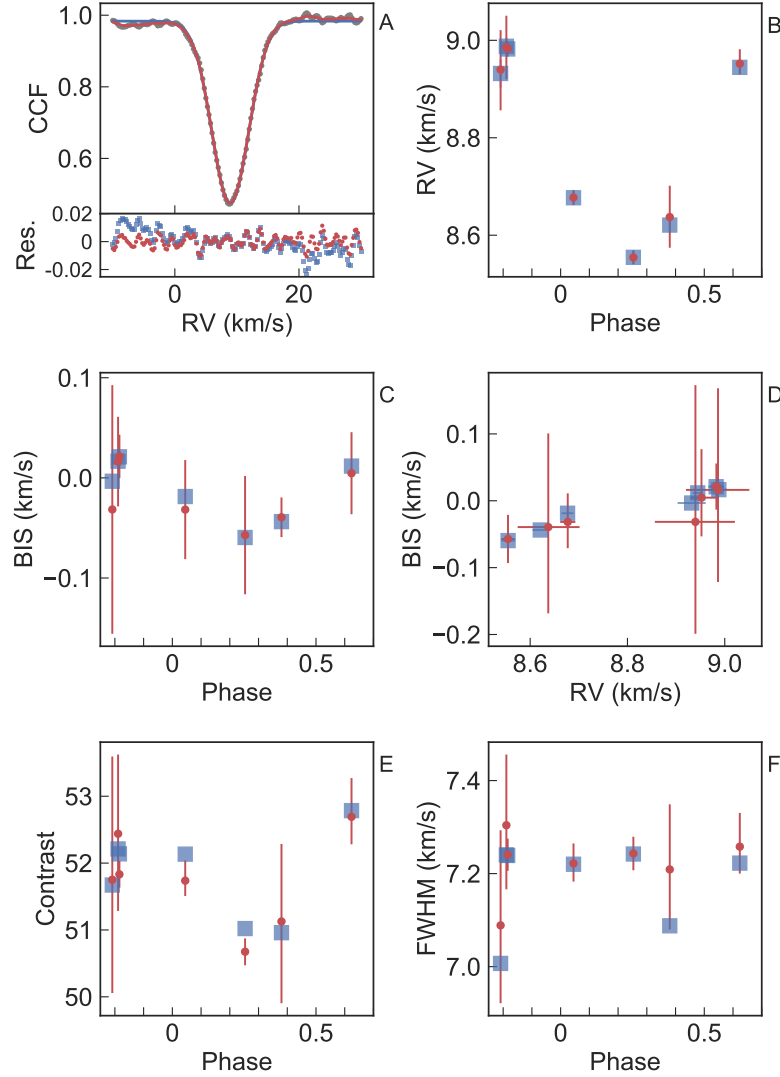 A
1.0
CCF
0.8
0.6
0.02
Res.
0
-0.02
0
20
RV (km/s)
B
9.0
RV (km/s)
8.8
8.6
0
0.5
Phase
C
0.1
BIS (km/s)
0.0
−0.1
0
0.5
Phase
D
0.1
BIS (km/s)
0.0
−0.1
−0.2
8.6
8.8
9.0
RV (km/s)
E
53
Contrast
52
51
50
0
0.5
Phase
F
7.4
FWHM (km/s)
7.2
7.0
0
0.5
Phase